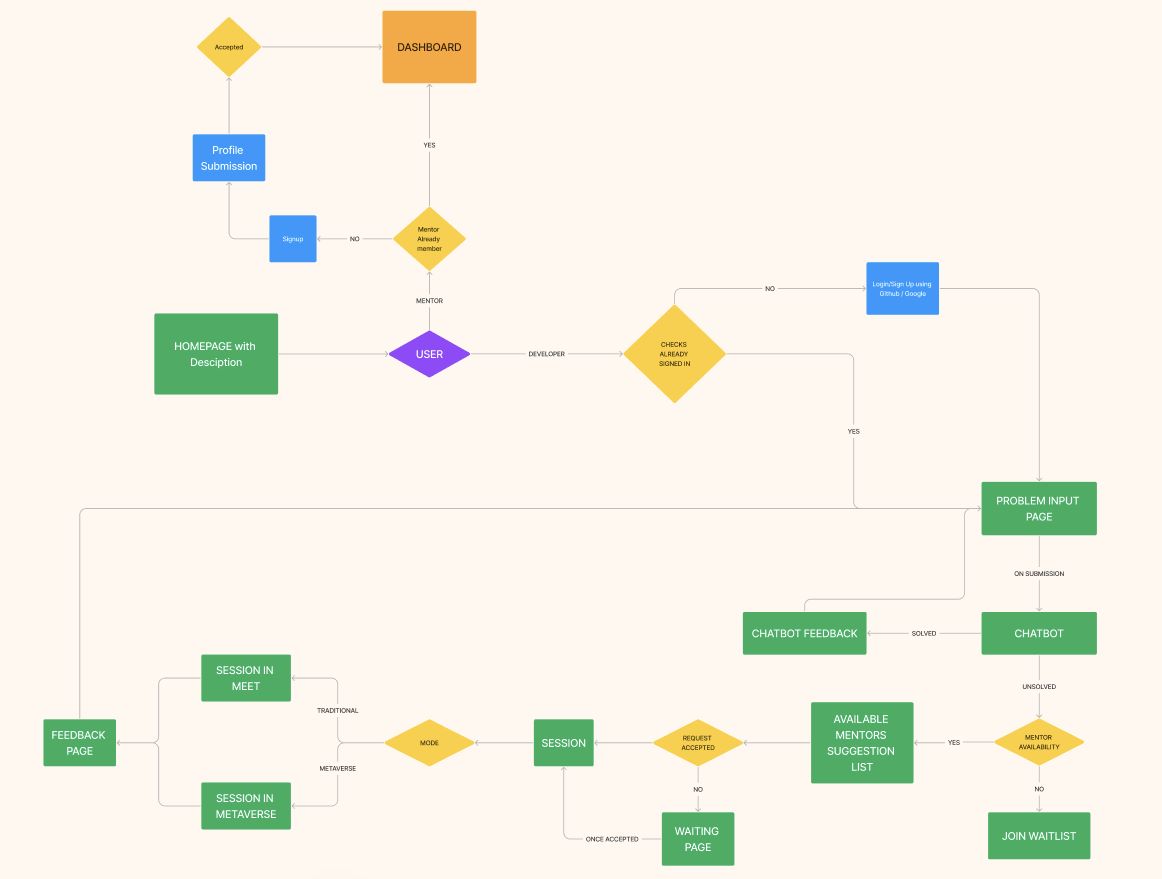 Accepted
DASHBOARD
Profile
Submission
YES
Signup
NO
Mentor
Already
member
MENTOR
HOMEPAGE with
Desciption
USER
DEVELOPER
CHECKS
ALREADY
SIGNED IN
NO
Login/Sign Up using
Github / Google
YES
PROBLEM INPUT
PAGE
ON SUBMISSION
CHATBOT FEEDBACK
SOLVED
CHATBOT
UNSOLVED
SESSION IN
MEET
TRADITIONAL
FEEDBACK
PAGE
METAVERSE
SESSION IN
METAVERSE
MODE
SESSION
REQUEST
ACCEPTED
AVAILABLE
MENTORS
SUGGESTION
LIST
YES
MENTOR
AVAILABILITY
NO
NO
ONCE ACCEPTED
WAITING
PAGE
JOIN WAITLIST